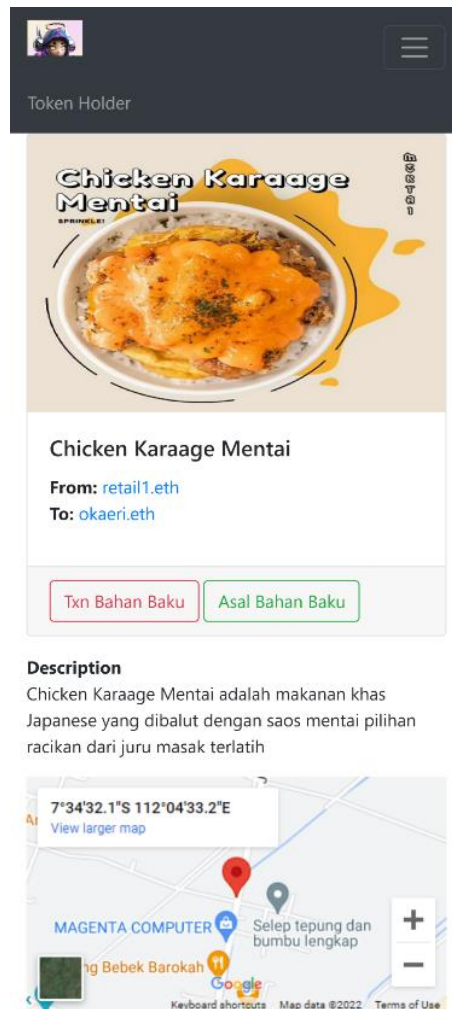 Token Holder
Chicken Karaage
Mentai
SPRINKLE!
MENTAI
Chicken Karaage Mentai
From: retail1.eth
To: okaeri.eth
Txn Bahan Baku
Asal Bahan Baku
Description
Chicken Karaage Mentai adalah makanan khas
Japanese yang dibalut dengan saos mentai pilihan
racikan dari juru masak terlatih
7°34'32.1"S 112°04'33.2"E
View larger map
MAGENTA COMPUTER
Selep tepung dan
bumbu lengkap
ng Bebek Barokah
Google
Keyboard shortcuts
Map data ©2022
Terms of Use